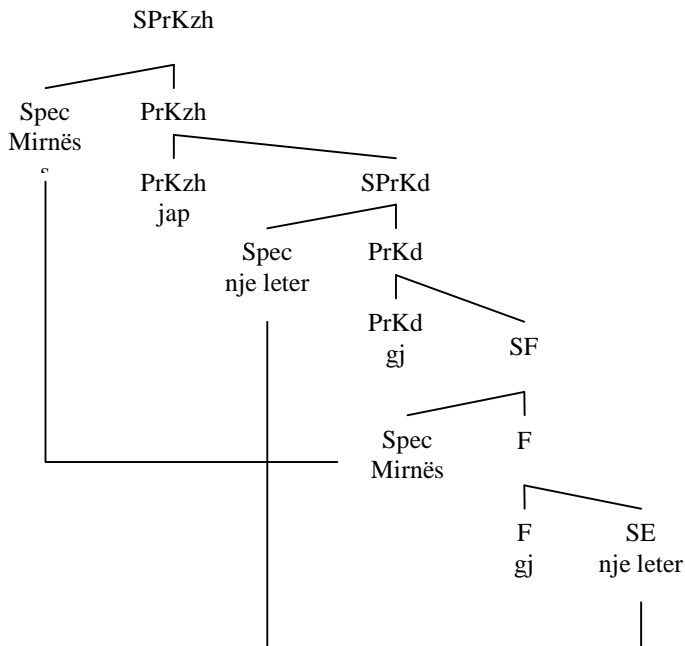 SPrKzh
Spec
Mirnës
PrKzh
PrKzh
jap
SPrKd
Spec
nje leter
PrKd
PrKd
gj
SF
Spec
Mirnës
F
F
gj
SE
nje leter